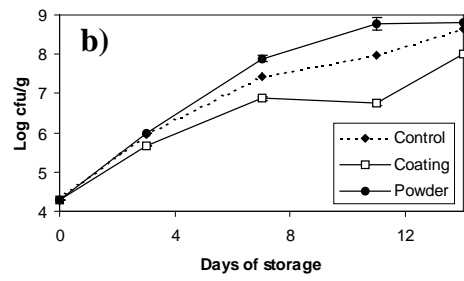 b)
9
8
7
6
5
4
Log cfu/g
0 4 8 12
Days of storage
Control
Coating
Powder